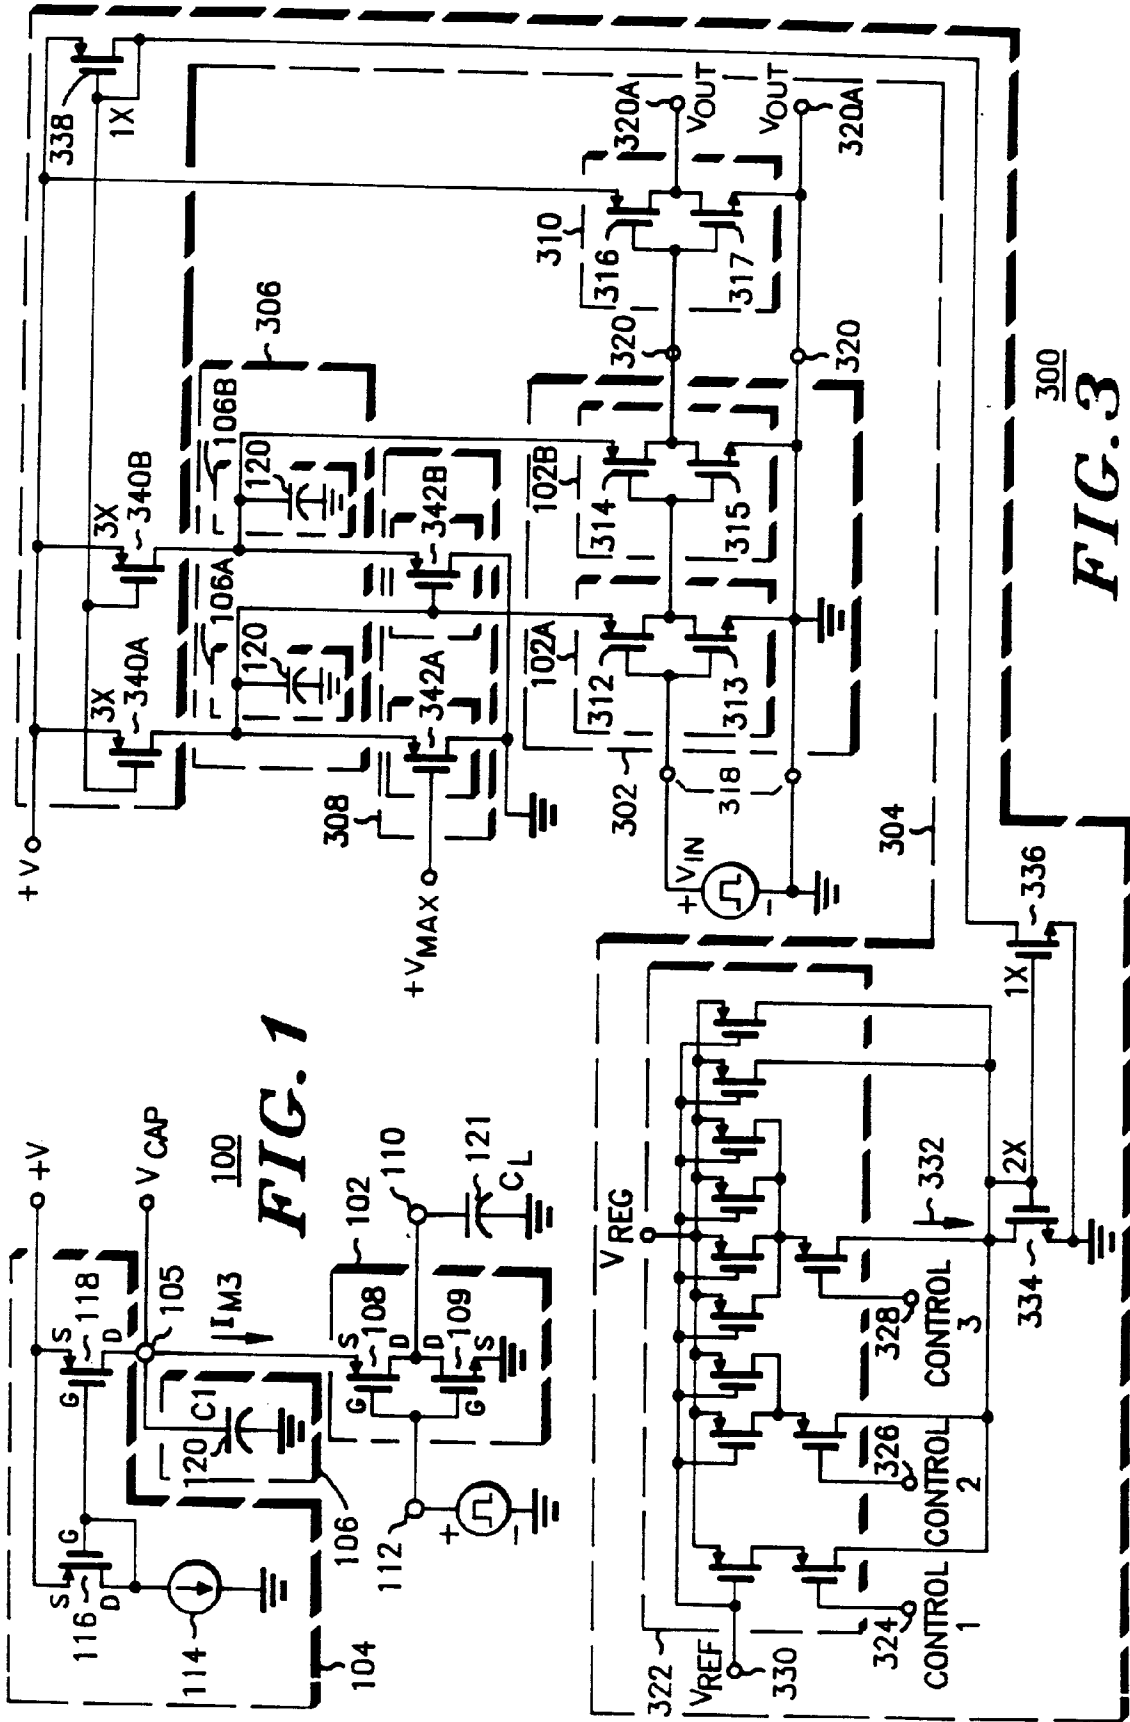 +V
S
G
D
116
114
104
G
S
118
D
105
V CAP
C1
120
106
I M3
G
S
108
D
D
109
G
S
102
110
121
C L
112
+
–
100
FIG. 1
+V
338
1X
3X
340A
3X
340B
306
106A
120
106B
120
308
342A
342B
+V MAX
302
102A
312
313
102B
314
315
310
316
317
320
320
320A
V OUT
V OUT
320A
318
+
V IN
–
304
V REG
322
V REF
330
324
CONTROL
1
326
CONTROL
2
328
CONTROL
3
332
2X
334
1X
336
300
FIG. 3